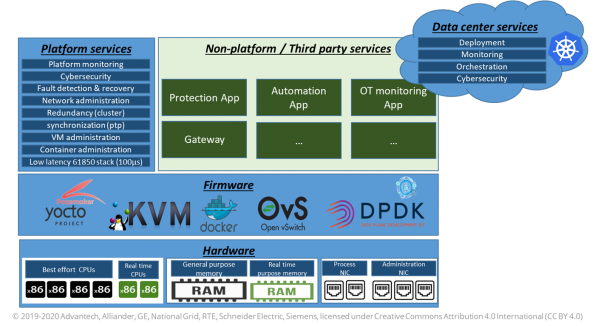 Data center services
Deployment
Monitoring
Orchestration
Cybersecurity
Platform services
Platform monitoring
Cybersecurity
Fault detection & recovery
Network administration
Redundancy (cluster)
synchronization (ptp)
VM administration
Container administration
Low latency 61850 stack (100µs)
Non-platform / Third party services
Protection App
Automation
App
OT monitoring
App
Gateway
...
...
Firmware
Pacemaker
yocto
PROJECT
KVM
docker
OvS
Open vSwitch
DPDK
DATA PLANE DEVELOPMENT KIT
Hardware
Best effort CPUs
x86 x86 x86 x86
Real time
CPUs
x86 x86
General purpose
memory
RAM
Real time
purpose memory
RAM
Process
NIC
Administration
NIC
© 2019-2020 Advantech, Alliander, GE, National Grid, RTE, Schneider Electric, Siemens, licensed under Creative Commons Attribution 4.0 International (CC BY 4.0)